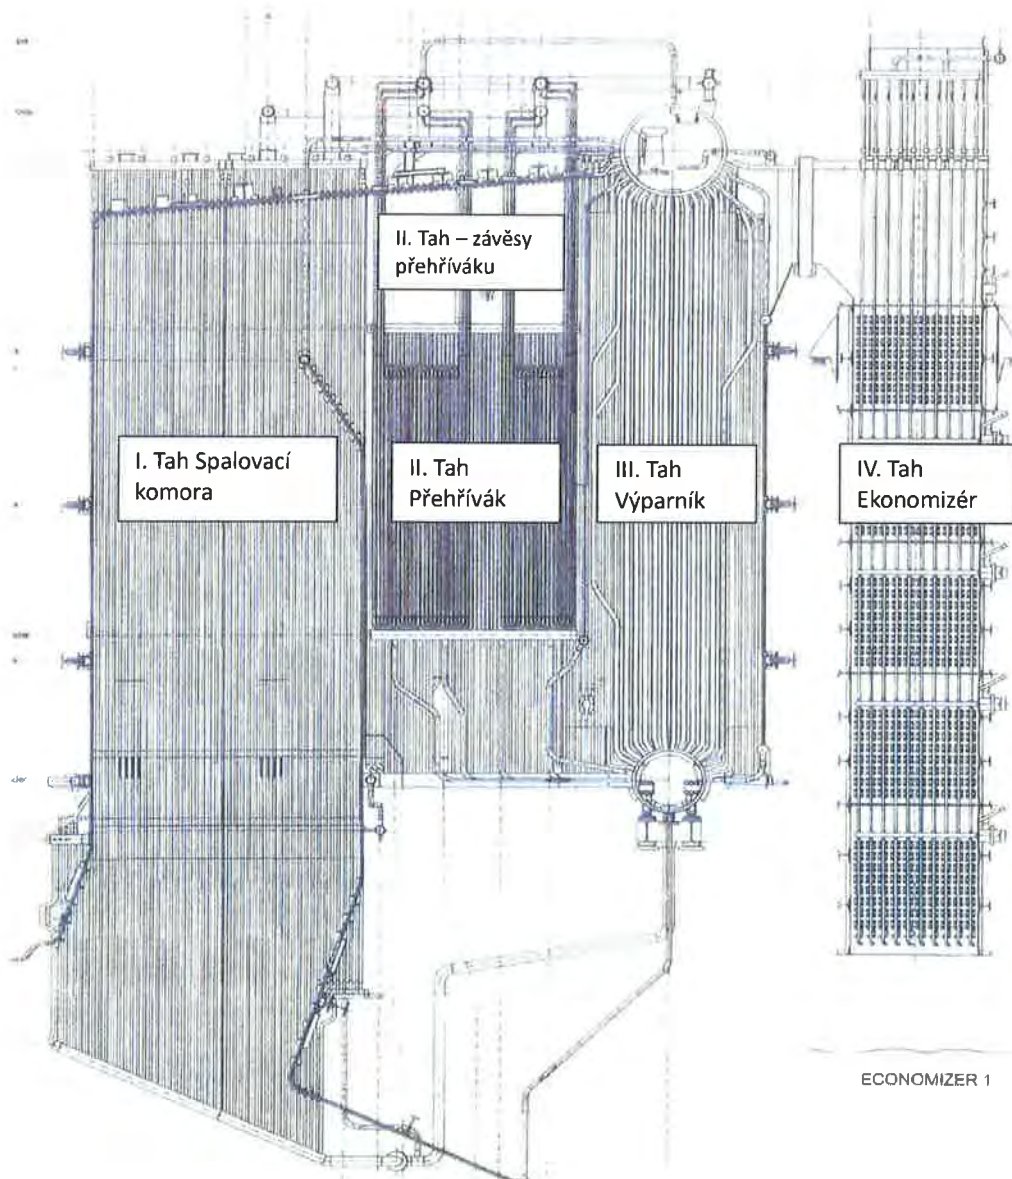 II. Tah – závěsy
přehříváku
I. Tah Spalovací
komora
II. Tah
Přehřívák
III. Tah
Výparník
IV. Tah
Ekonomizér
ECONOMIZER 1